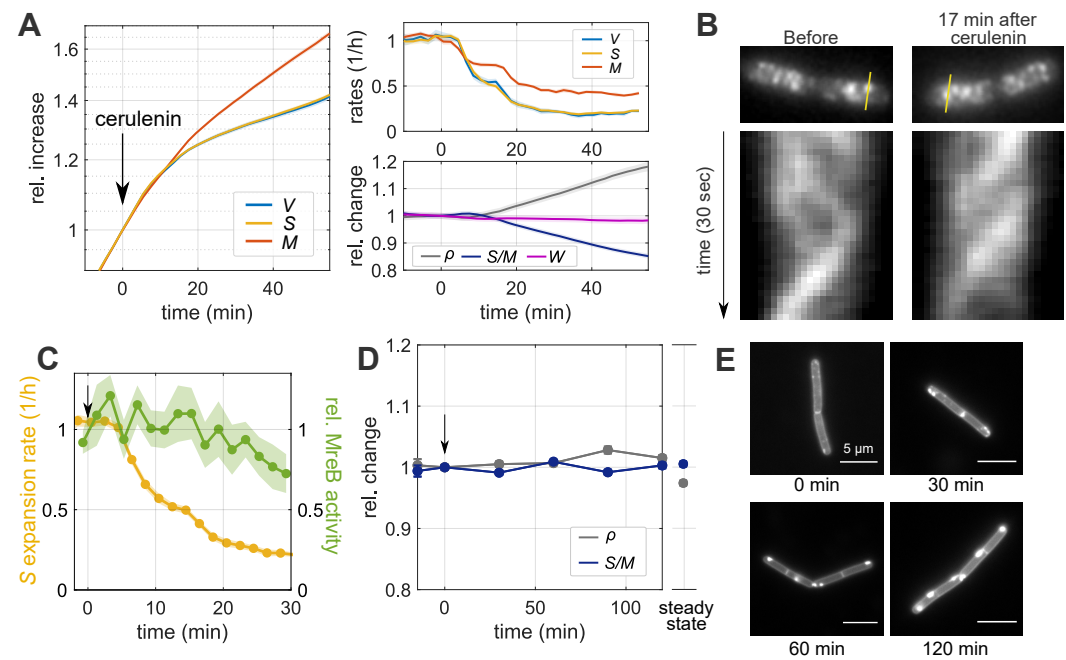 A
rel. increase
1.6
1.4
1.2
1
cerulenin
V
S
M
0
20
40
time (min)
rates (1/h)
1
0.5
0
V
S
M
0
20
40
rel. change
1.2
1.1
1
0.9
0.8
ρ
S/M
W
0
20
40
time (min)
B
Before
17 min after
cerulenin
time (30 sec)
C
S expansion rate (1/h)
1
0.5
0
1
0.5
0
rel. MreB activity
0
10
20
30
time (min)
D
rel. change
1.2
1.1
1
0.9
0.8
ρ
S/M
0
50
100
time (min)
steady
state
E
5 µm
0 min
30 min
60 min
120 min